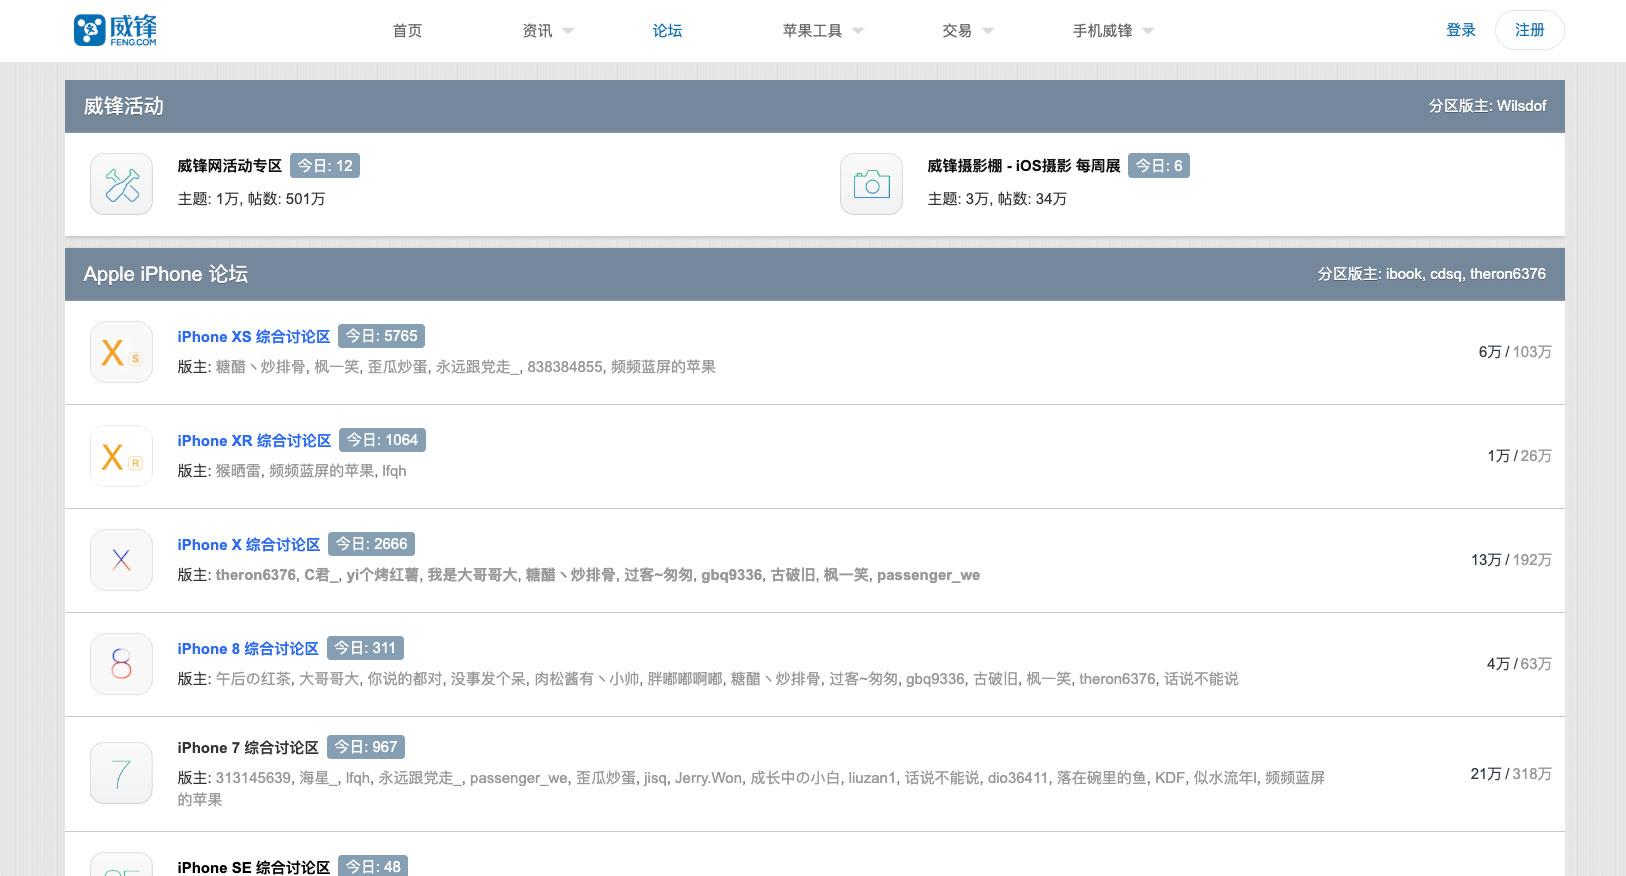 威锋
FENG.COM
首页
资讯
论坛
苹果工具
交易
手机威锋
登录
注册
威锋活动
分区版主: Wilsdof
威锋网活动专区 今日: 12
主题: 1万, 帖数: 501万
威锋摄影棚 - iOS摄影 每周展 今日: 6
主题: 3万, 帖数: 34万
Apple iPhone 论坛
分区版主: ibook, cdsq, theron6376
X S
iPhone XS 综合讨论区 今日: 5765
版主: 糖醋丶炒排骨, 枫一笑, 歪瓜炒蛋, 永远跟党走_, 838384855, 频频蓝屏的苹果
6万 / 103万
X R
iPhone XR 综合讨论区 今日: 1064
版主: 猴晒雷, 频频蓝屏的苹果, lfqh
1万 / 26万
X
iPhone X 综合讨论区 今日: 2666
版主: theron6376, C君_, yi个烤红薯, 我是大哥哥大, 糖醋丶炒排骨, 过客~匆匆, gbq9336, 古破旧, 枫一笑, passenger_we
13万 / 192万
8
iPhone 8 综合讨论区 今日: 311
版主: 午后の红茶, 大哥哥大, 你说的都对, 没事发个呆, 肉松酱有丶小帅, 胖嘟嘟啊嘟, 糖醋丶炒排骨, 过客~匆匆, gbq9336, 古破旧, 枫一笑, theron6376, 话说不能说
4万 / 63万
7
iPhone 7 综合讨论区 今日: 967
版主: 313145639, 海星_, lfqh, 永远跟党走_, passenger_we, 歪瓜炒蛋, jisq, Jerry.Won, 成长中の小白, liuzan1, 话说不能说, dio36411, 落在碗里的鱼, KDF, 似水流年l, 频频蓝屏
的苹果
21万 / 318万
SE
iPhone SE 综合讨论区 今日: 48